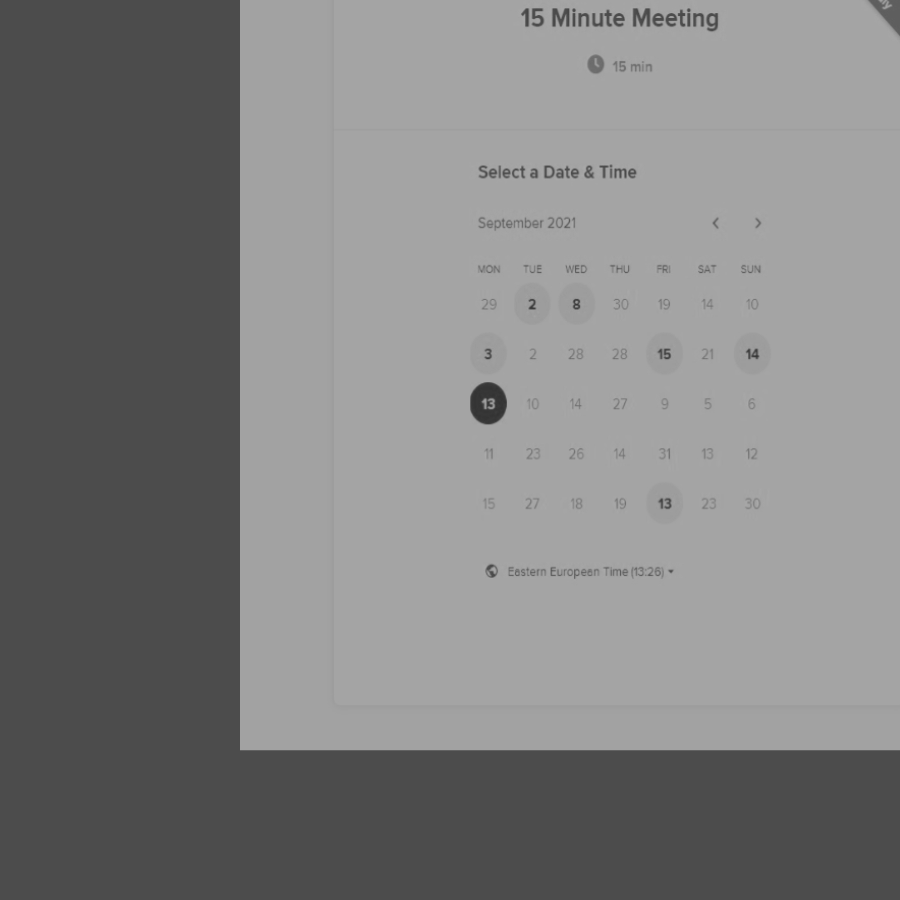 15 Minute Meeting
15 min
Select a Date & Time
September 2021
MON TUE WED THU FRI SAT SUN
29 2 8 30 19 14 10
3 2 28 28 15 21 14
13 10 14 27 9 5 6
11 23 26 14 31 13 12
15 27 18 19 13 23 30
Eastern European Time (13:26)